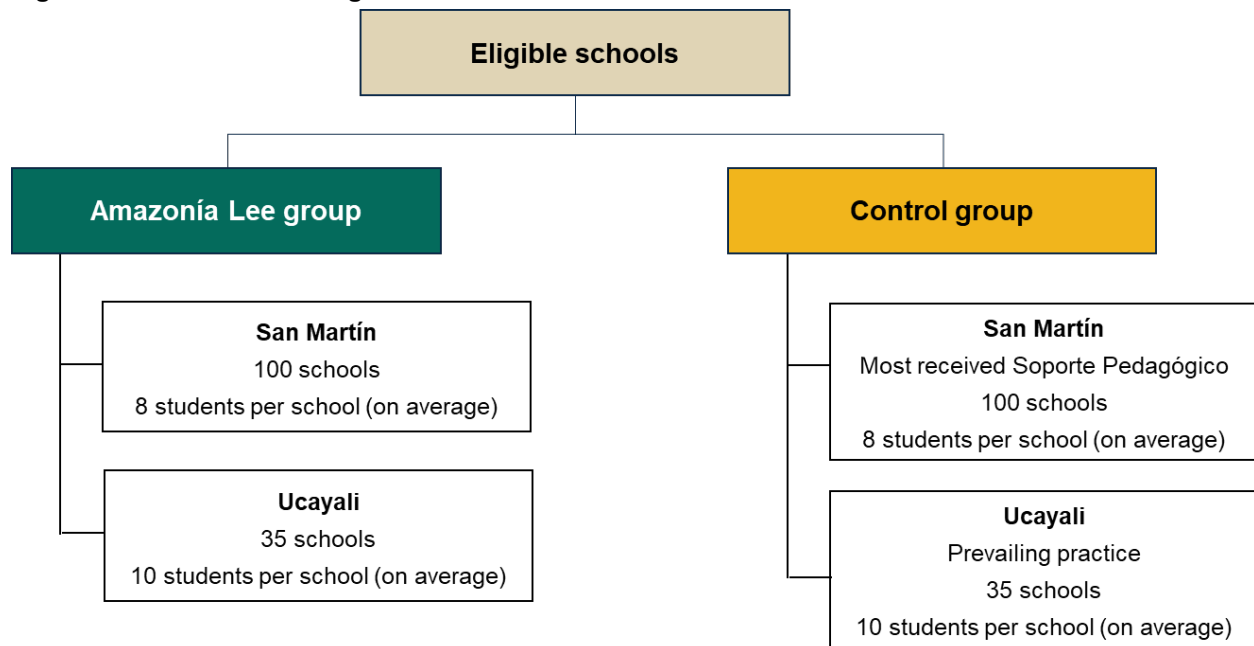 Eligible schools
Amazonía Lee group
Control group
San Martín
100 schools
8 students per school (on average)
Ucayali
35 schools
10 students per school (on average)
San Martín
Most received Soporte Pedagógico
100 schools
8 students per school (on average)
Ucayali
Prevailing practice
35 schools
10 students per school (on average)